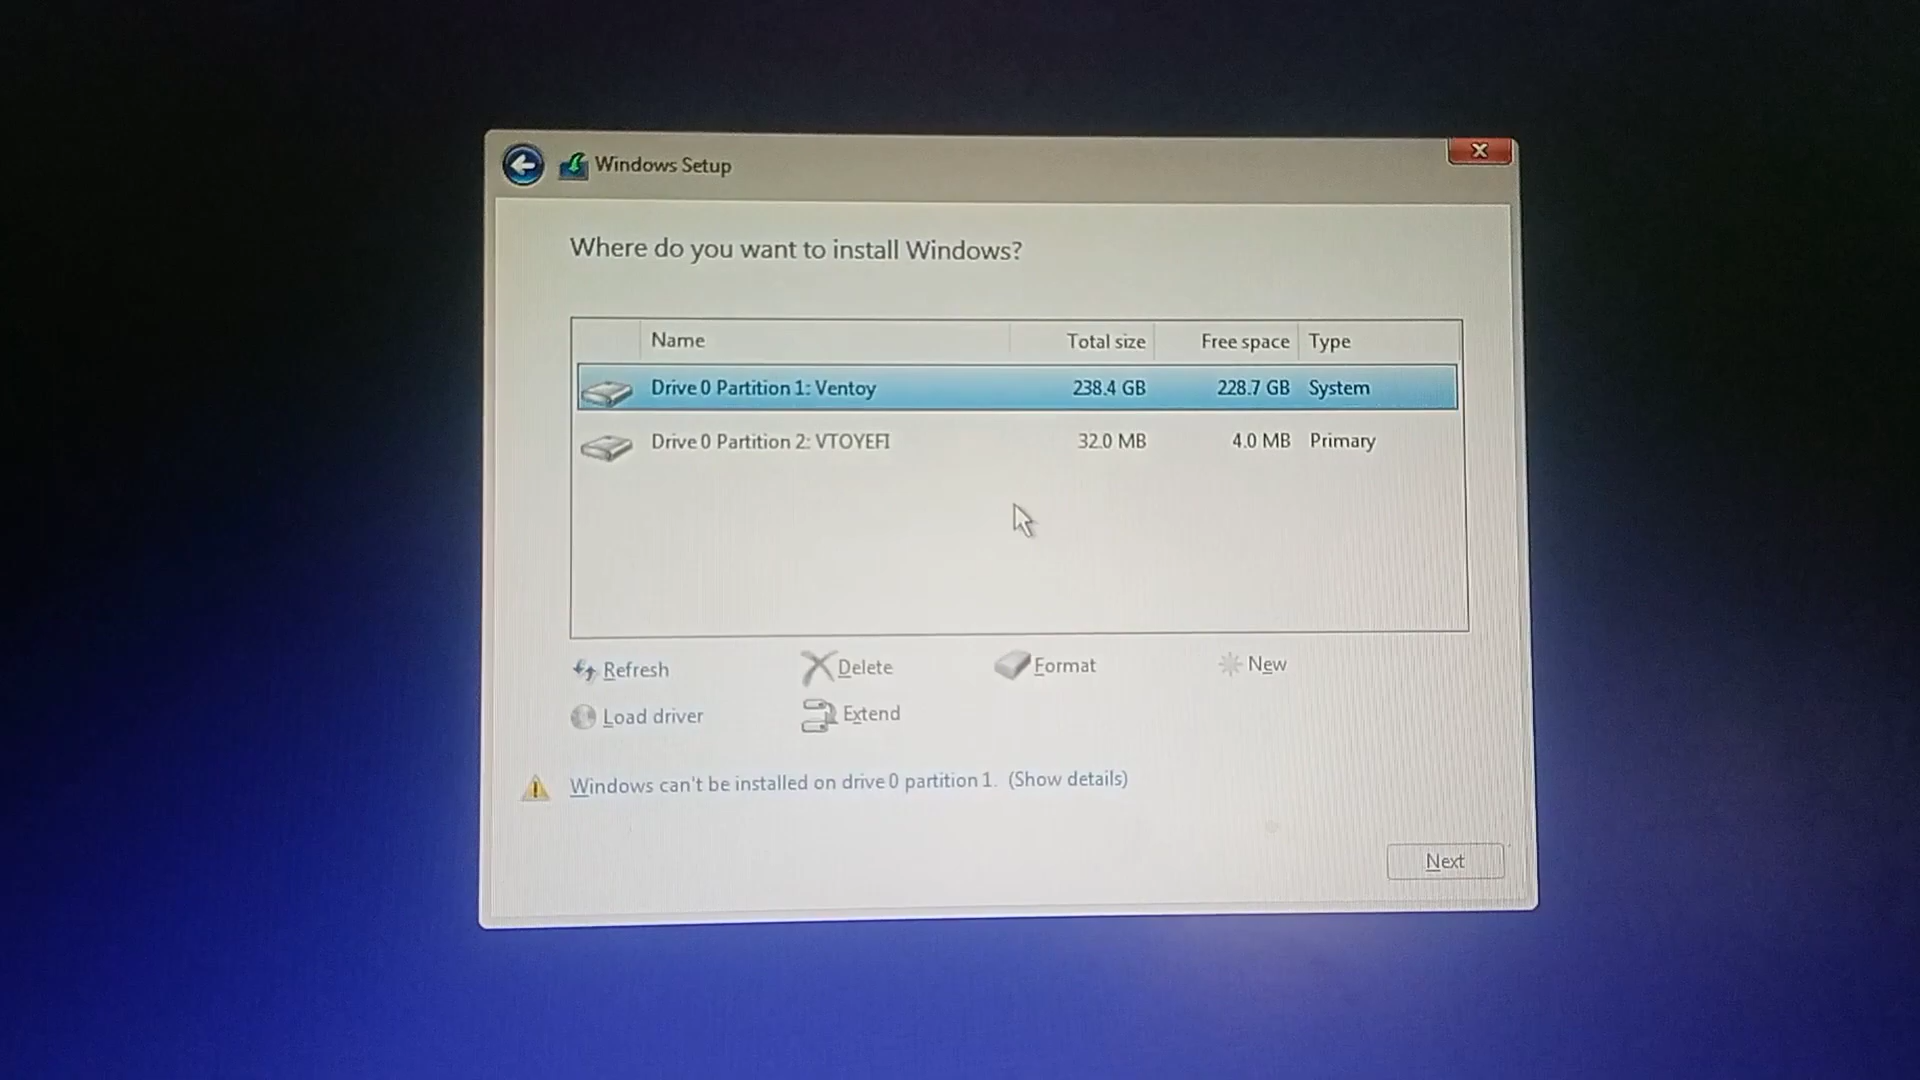 Windows Setup
Where do you want to install Windows?
Name Total size Free space Type
Drive 0 Partition 1: Ventoy 238.4 GB 228.7 GB System
Drive 0 Partition 2: VTOYEFI 32.0 MB 4.0 MB Primary
Refresh Delete Format New
Load driver Extend
Windows can't be installed on drive 0 partition 1. (Show details)
Next